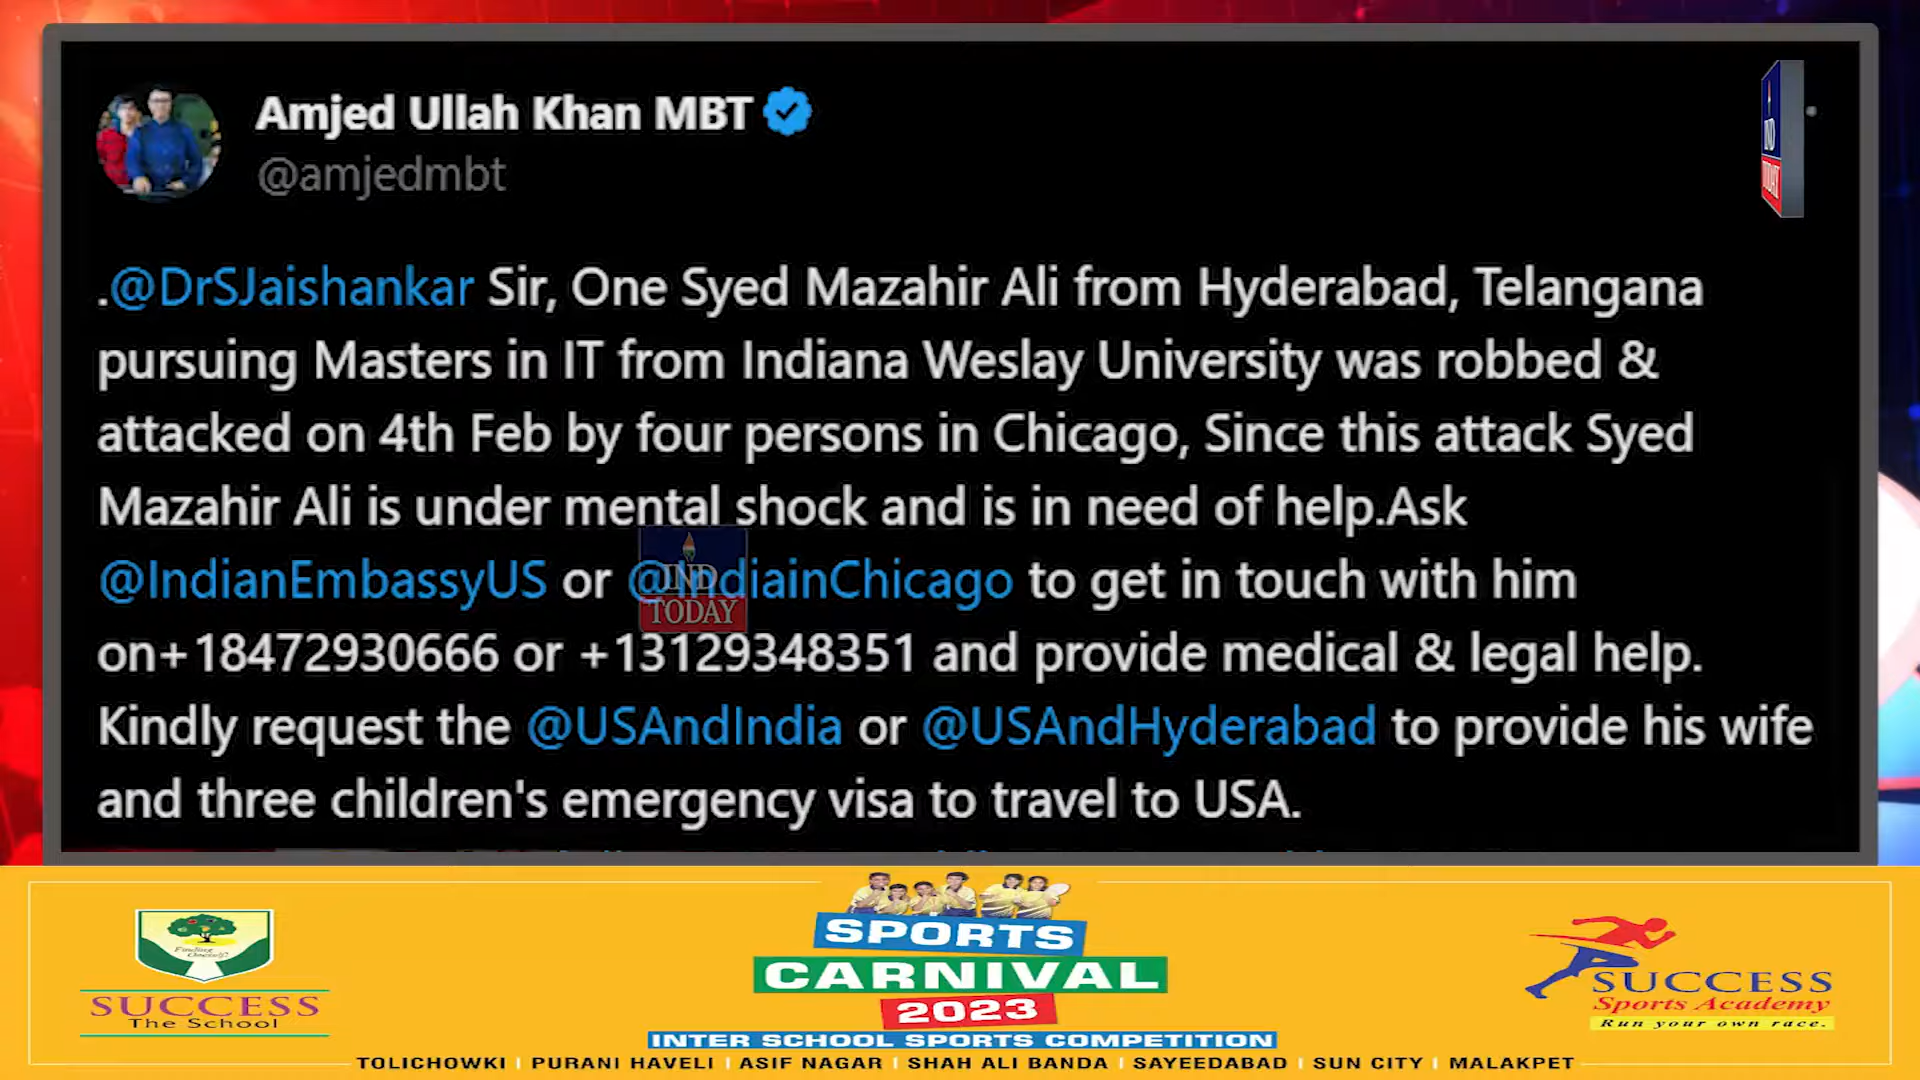 Amjed Ullah Khan MBT
@amjedmbt
IND
TODAY
.@DrSJaishankar Sir, One Syed Mazahir Ali from Hyderabad, Telangana
pursuing Masters in IT from Indiana Weslay University was robbed &
attacked on 4th Feb by four persons in Chicago, Since this attack Syed
Mazahir Ali is under mental shock and is in need of help.Ask
@IndianEmbassyUS or @IndiainChicago to get in touch with him
IND
TODAY
on+18472930666 or +13129348351 and provide medical & legal help.
Kindly request the @USAndIndia or @USAndHyderabad to provide his wife
and three children's emergency visa to travel to USA.
Finding
Oneself
SUCCESS
The School
SPORTS
CARNIVAL
2023
INTER SCHOOL SPORTS COMPETITION
TOLICHOWKI | PURANI HAVELI | ASIF NAGAR | SHAH ALI BANDA | SAYEEDABAD | SUN CITY | MALAKPET
SUCCESS
Sports Academy
Run your own race.